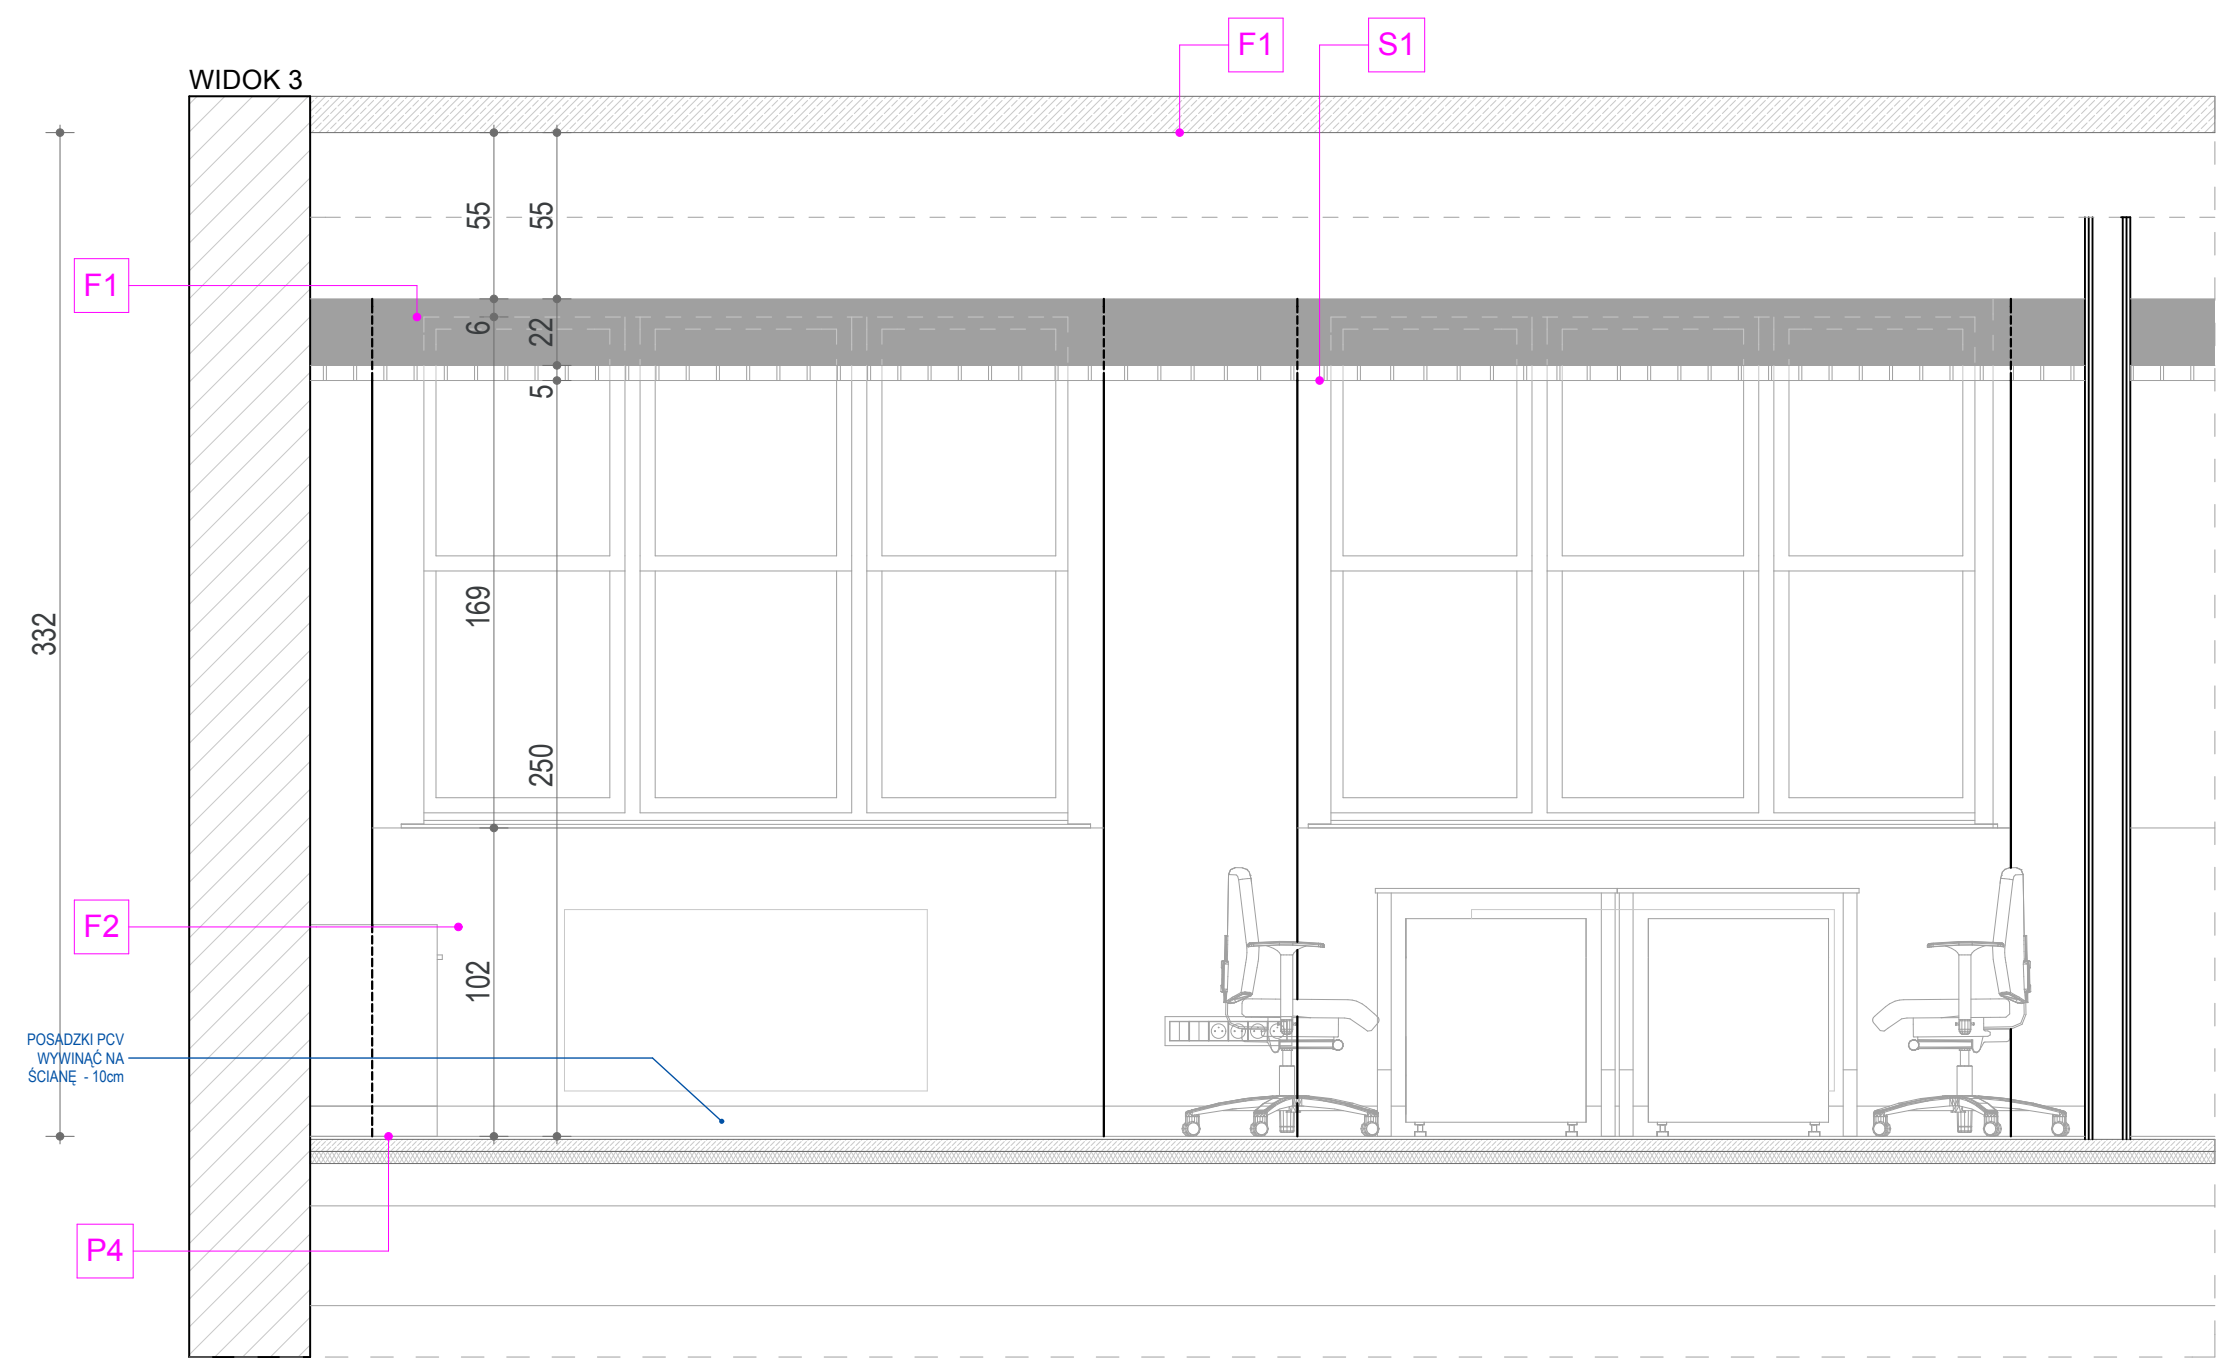 F1
S1
WIDOK 3
55
55
F1
6
22
5
332
169
250
F2
102
POSADZKI PCV
WYWINĄĆ NA
ŚCIANĘ - 10cm
P4